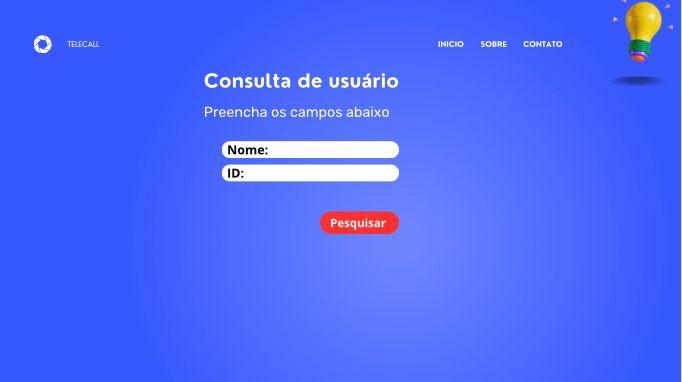 TELECALL
INICIO SOBRE CONTATO
Consulta de usuário
Preencha os campos abaixo
Nome:
ID:
Pesquisar